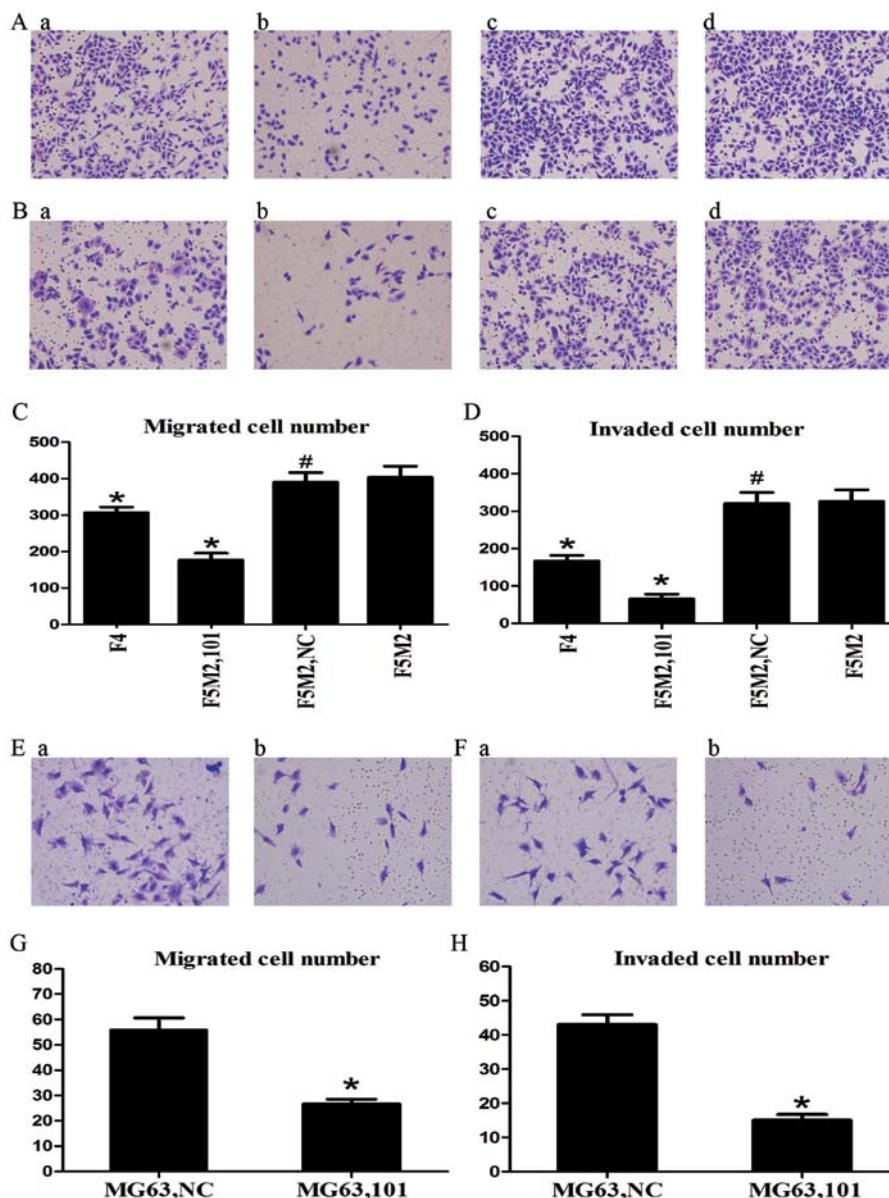 A a b c d
B a b c d
C D
Migrated cell number
500
400
300
200
100
0
*
*
#
F4
F5M2,101
F5M2,NC
F5M2
Invaded cell number
500
400
300
200
100
0
*
*
#
F4
F5M2,101
F5M2,NC
F5M2
E a b F a b
G H
Migrated cell number
80
70
60
50
40
30
20
10
0
*
MG63,NC MG63,101
Invaded cell number
60
50
40
30
20
10
0
*
MG63,NC MG63,101